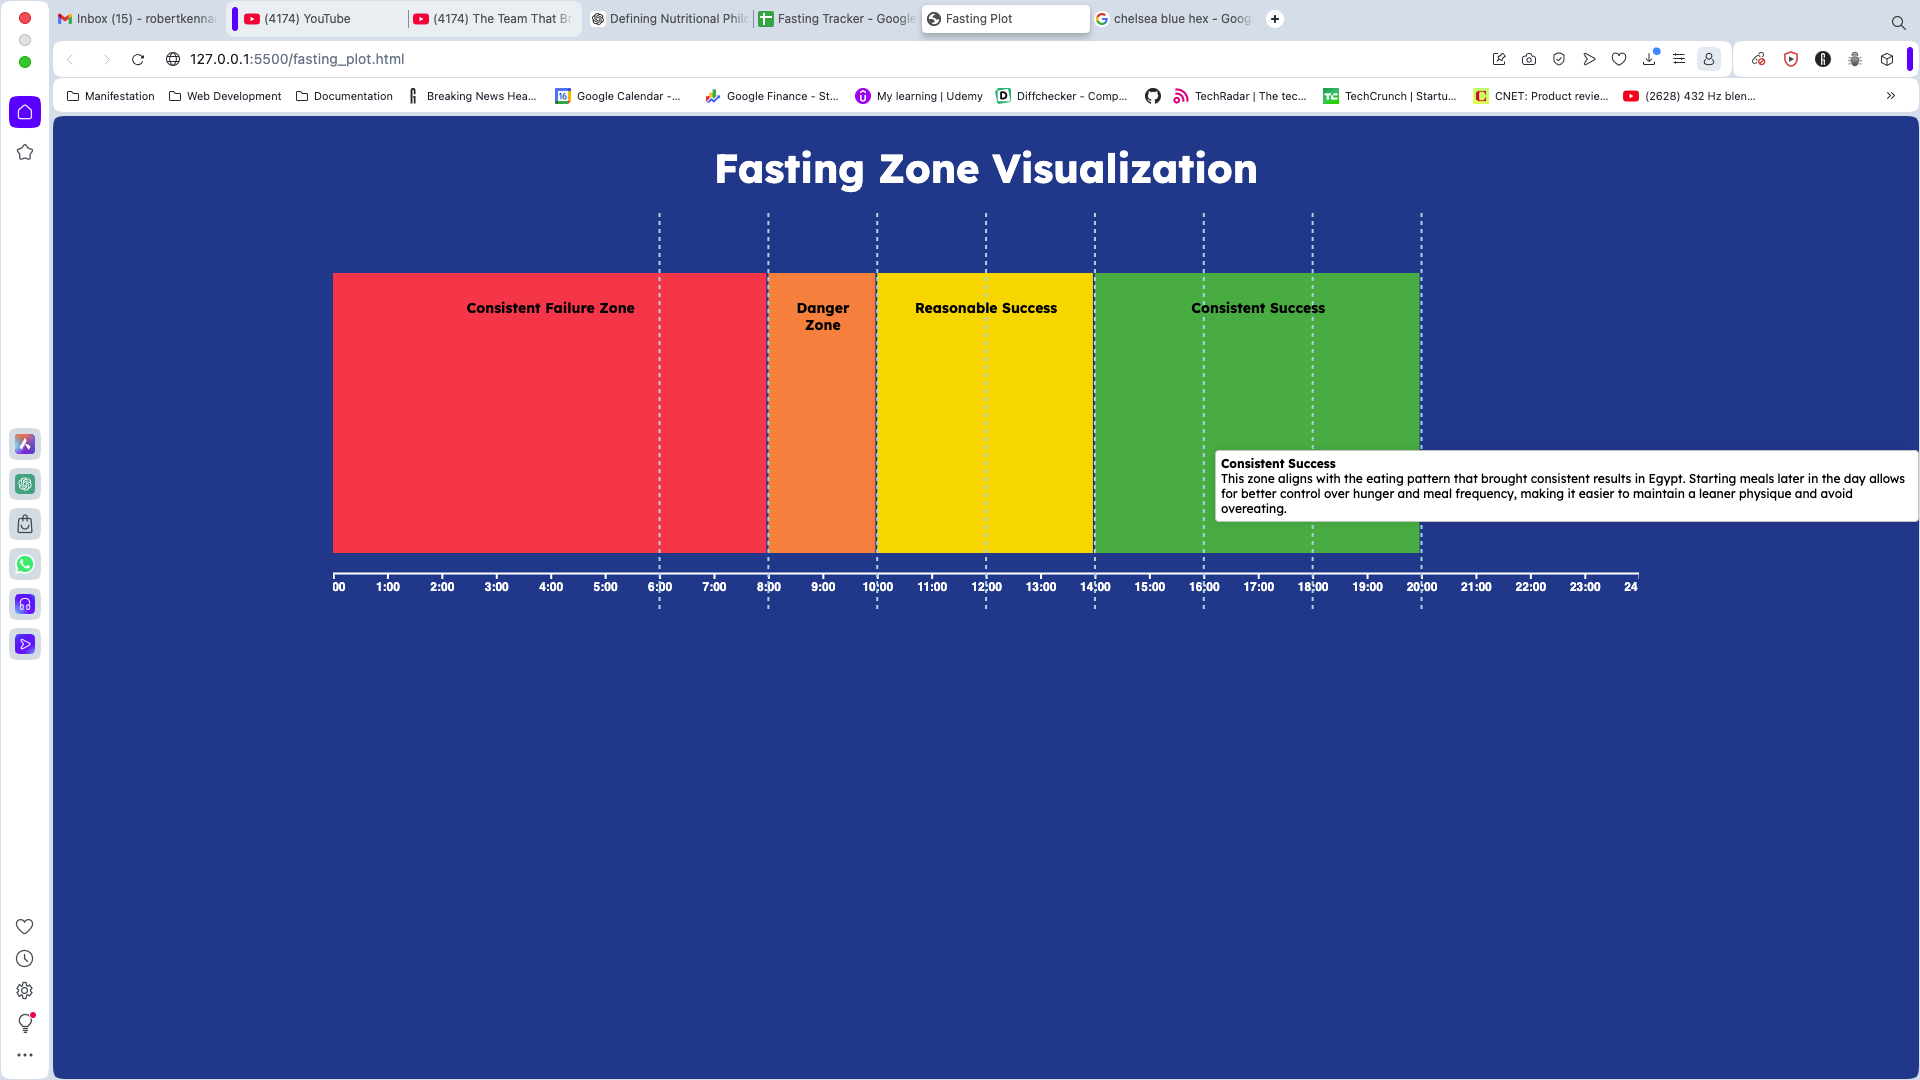 Inbox (15) - robertkenna
(4174) YouTube
(4174) The Team That Br
Defining Nutritional Phil
Fasting Tracker - Google
Fasting Plot
chelsea blue hex - Goog
127.0.0.1:5500/fasting_plot.html
Manifestation
Web Development
Documentation
Breaking News Hea...
16
Google Calendar -...
Google Finance - St...
My learning | Udemy
Diffchecker - Comp...
TechRadar | The tec...
TechCrunch | Startu...
CNET: Product revie...
(2628) 432 Hz blen...
Fasting Zone Visualization
Consistent Failure Zone
Danger
Zone
Reasonable Success
Consistent Success
Consistent Success
This zone aligns with the eating pattern that brought consistent results in Egypt. Starting meals later in the day allows
for better control over hunger and meal frequency, making it easier to maintain a leaner physique and avoid
overeating.
00 1:00 2:00 3:00 4:00 5:00 6:00 7:00 8:00 9:00 10:00 11:00 12:00 13:00 14:00 15:00 16:00 17:00 18:00 19:00 20:00 21:00 22:00 23:00 24